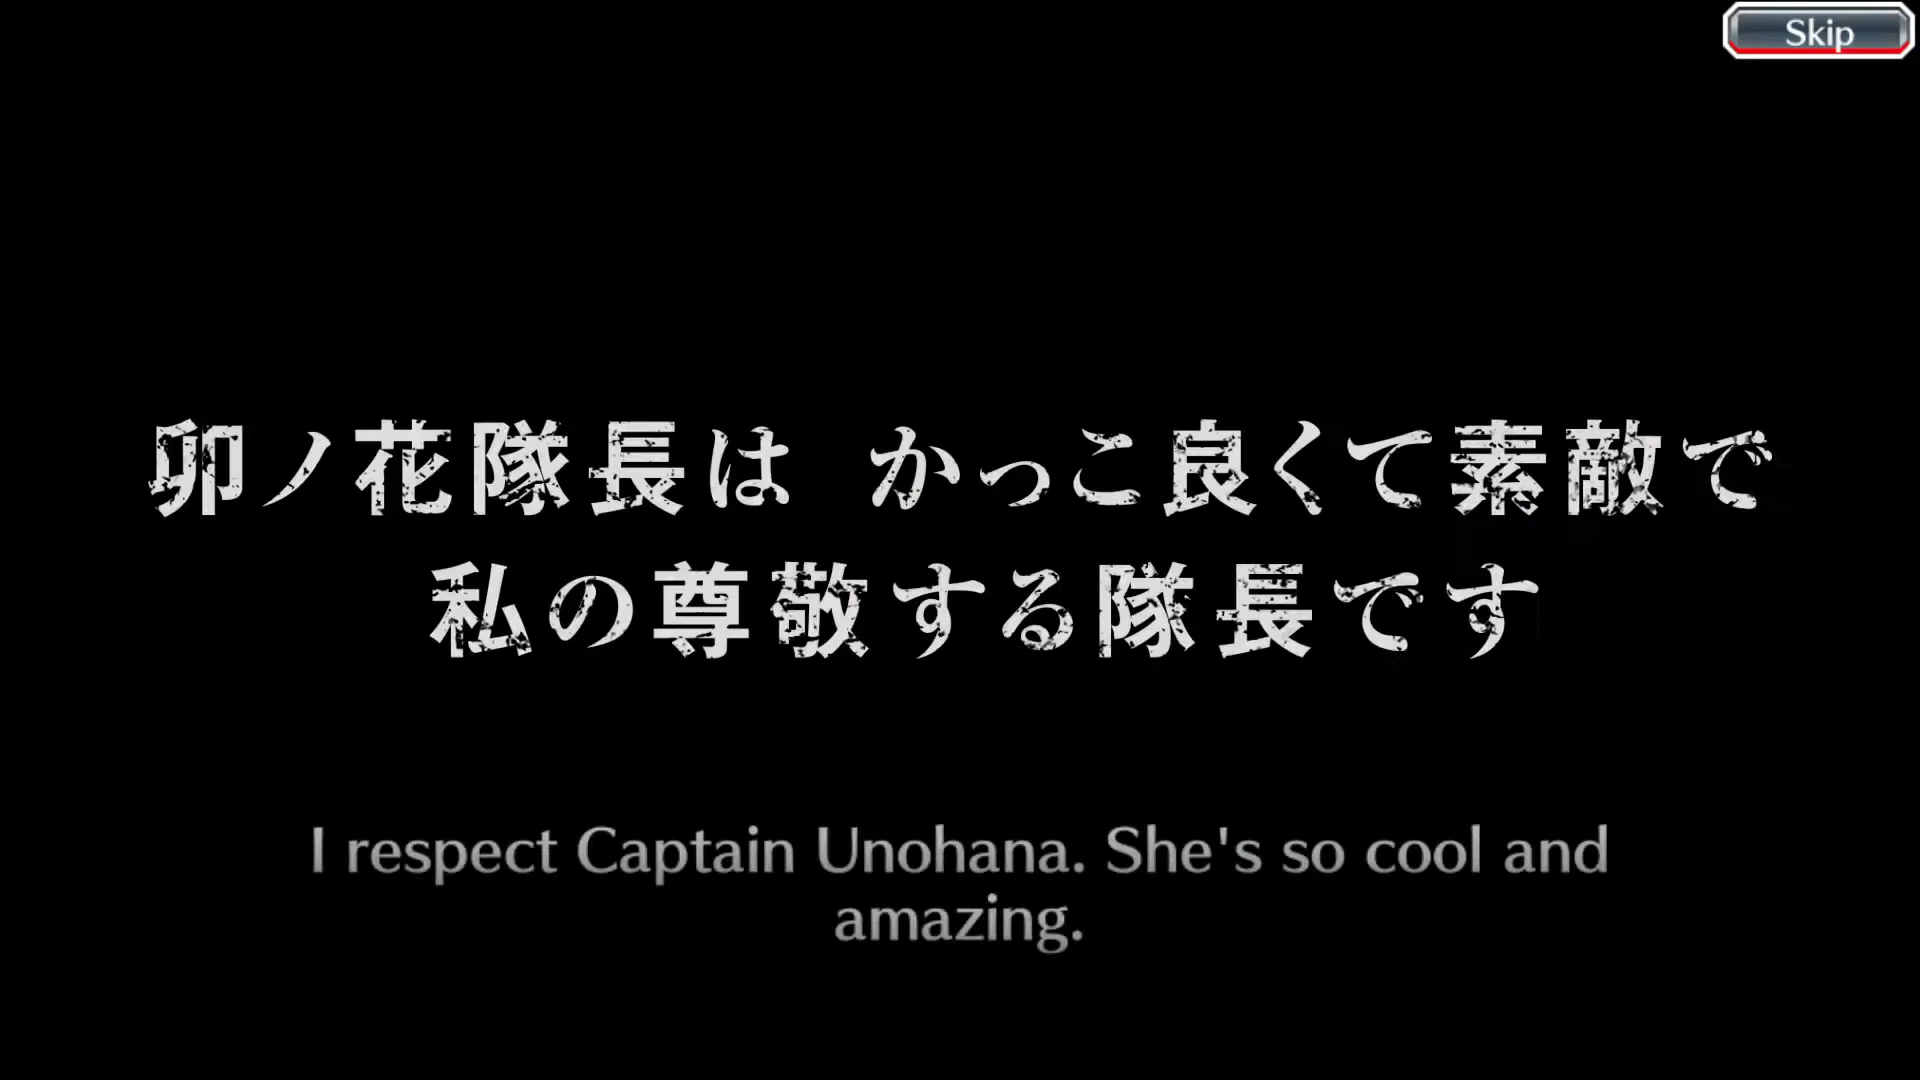 Skip
卯ノ花隊長は　かっこ良くて素敵で
私の尊敬する隊長です
I respect Captain Unohana. She's so cool and
amazing.